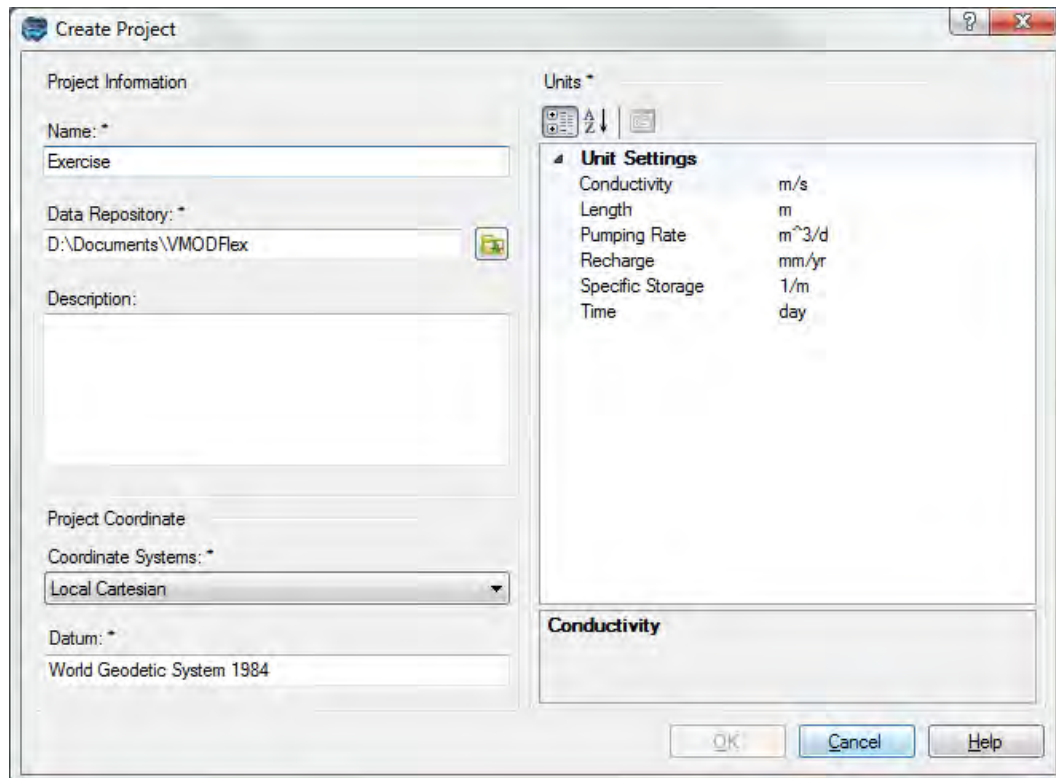 Create Project
Project Information
Name: *
Exercise
Data Repository: *
D:\Documents\VMODFlex
Description:
Project Coordinate
Coordinate Systems: *
Local Cartesian
Datum: *
World Geodetic System 1984
Units *
Unit Settings
Conductivity m/s
Length m
Pumping Rate m^3/d
Recharge mm/yr
Specific Storage 1/m
Time day
Conductivity
OK Cancel Help